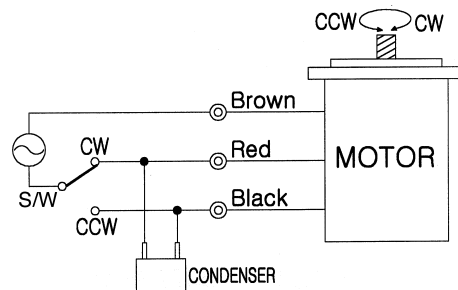 CCW CW
Brown
CW Red
MOTOR
S/W Black
CCW
CONDENSER